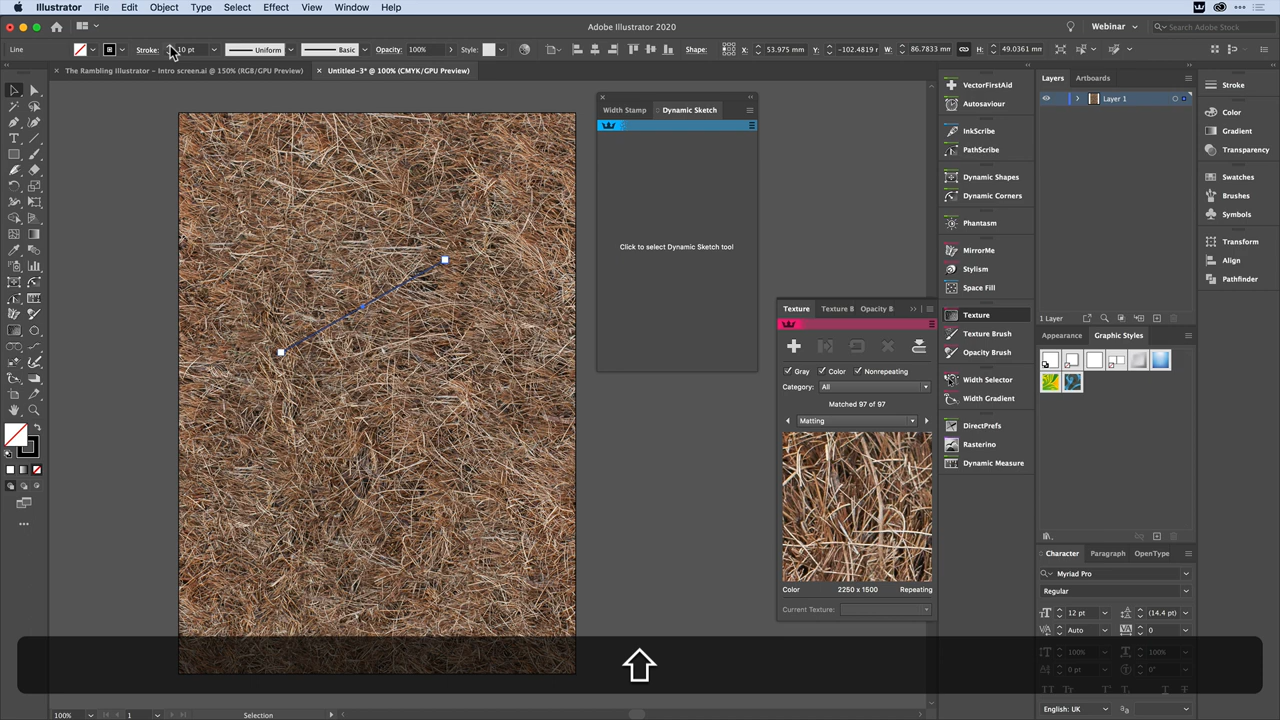 Illustrator File Edit Object Type Select Effect View Window Help
Adobe Illustrator 2020
Webinar
Search Adobe Stock
Line Stroke: 10 pt Uniform Basic Opacity: 100% Style: Shape: X: 53.975 mm Y: -102.4819 W: 86.7833 m H: 49.0361 m
The Rambling Illustrator - Intro screen.ai @ 150% (RGB/GPU Preview)
Untitled-3* @ 100% (CMYK/GPU Preview)
Width Stamp Dynamic Sketch
Click to select Dynamic Sketch tool
Texture Texture B Opacity B
Gray Color Nonrepeating
Category: All
Matched 97 of 97
Matting
Color 2250 x 1500 Repeating
Current Texture:
VectorFirstAid
Autosaviour
InkScribe
PathScribe
Dynamic Shapes
Dynamic Corners
Phantasm
MirrorMe
Stylism
Space Fill
Texture
Texture Brush
Opacity Brush
Width Selector
Width Gradient
DirectPrefs
Rasterino
Dynamic Measure
Layers Artboards
Layer 1
1 Layer
Appearance Graphic Styles
Character Paragraph OpenType
Myriad Pro
Regular
12 pt (14.4 pt)
Auto 0
100% 100%
0 pt 0°
English: UK
Stroke
Color
Gradient
Transparency
Swatches
Brushes
Symbols
Transform
Align
Pathfinder
100% 1 Selection